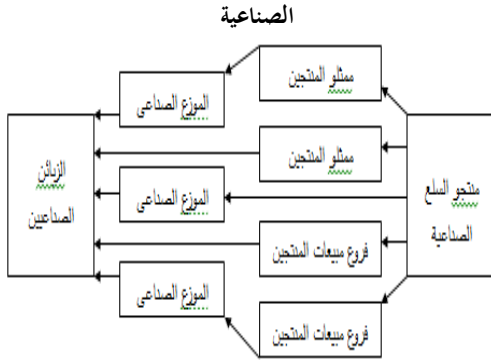 الصناعية
ممثلو المنتجين
الموزع الصناعى
ممثلو المنتجين
الزبائن
الصناعيين
منتجو السلع
الصناعية
الموزع الصناعى
فروع مبيعات المنتجين
الموزع الصناعى
فروع مبيعات المنتجين